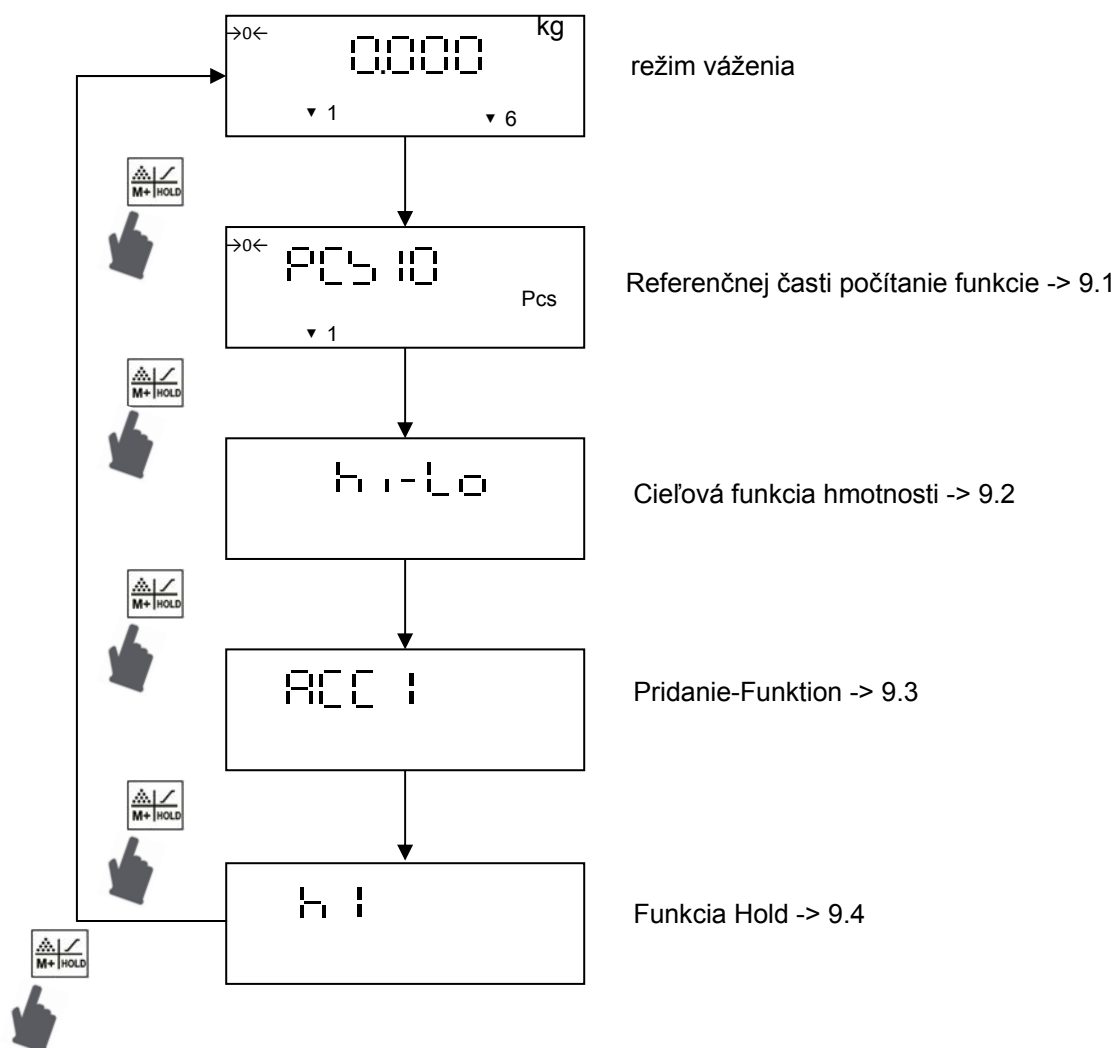 →0← kg
0.000
▼ 1 ▼ 6
režim váženia
M+ HOLD
→0← PCS 10
Pcs
▼ 1
Referenčnej časti počítanie funkcie -> 9.1
M+ HOLD
hi-Lo
Cieľová funkcia hmotnosti -> 9.2
M+ HOLD
ACC 1
Pridanie-Funktion -> 9.3
M+ HOLD
h 1
Funkcia Hold -> 9.4
M+ HOLD